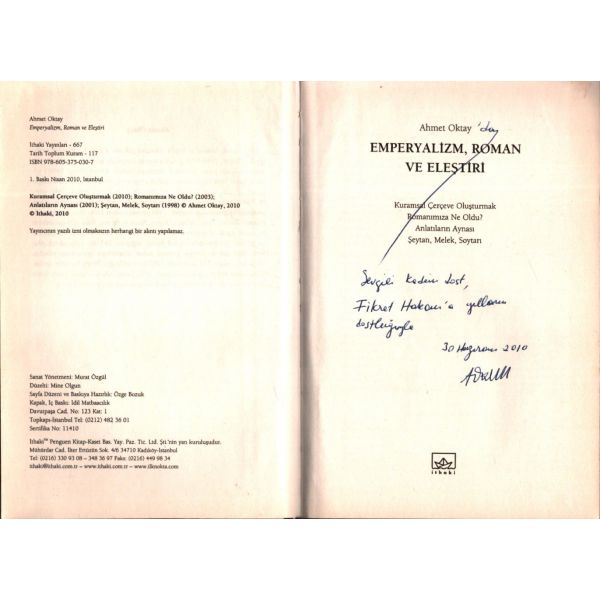 Ahmet Oktay
Emperyalizm, Roman ve Eleştiri
İthaki Yayınları - 667
Tarih Toplum Kuram - 117
ISBN 978-605-375-030-7
1. Baskı Nisan 2010, İstanbul
Kuramsal Çerçeve Oluşturmak (2010); Romanımıza Ne Oldu? (2003);
Anlatıların Aynası (2001); Şeytan, Melek, Soytarı (1998) © Ahmet Oktay, 2010
© İthaki, 2010
Yayıncının yazılı izni olmaksızın herhangi bir alıntı yapılamaz.
Sanat Yönetmeni: Murat Özgül
Düzelti: Mine Olgun
Sayfa Düzeni ve Baskıya Hazırlık: Özge Bozuk
Kapak, İç Baskı: İdil Matbaacılık
Davutpaşa Cad. No: 123 Kat: 1
Topkapı-İstanbul Tel: (0212) 482 36 01
Sertifika No: 11410
İthaki™ Penguen Kitap-Kaset Bas. Yay. Paz. Tic. Ltd. Şti.'nin yan kuruluşudur.
Mühürdar Cad. İlter Ertüzün Sok. 4/6 34710 Kadıköy-İstanbul
Tel: (0216) 330 93 08 – 348 36 97 Faks: (0216) 449 98 34
ithaki@ithaki.com.tr – www.ithaki.com.tr – www.ilknokta.com
Ahmet Oktay 'dan
EMPERYALİZM, ROMAN
VE ELEŞTİRİ
Kuramsal Çerçeve Oluşturmak
Romanımıza Ne Oldu?
Anlatıların Aynası
Şeytan, Melek, Soytarı
Sevgili Kadim dost,
Fikret Hakan'a yılların
dostluğuyla
30 Haziran 2010
ithaki